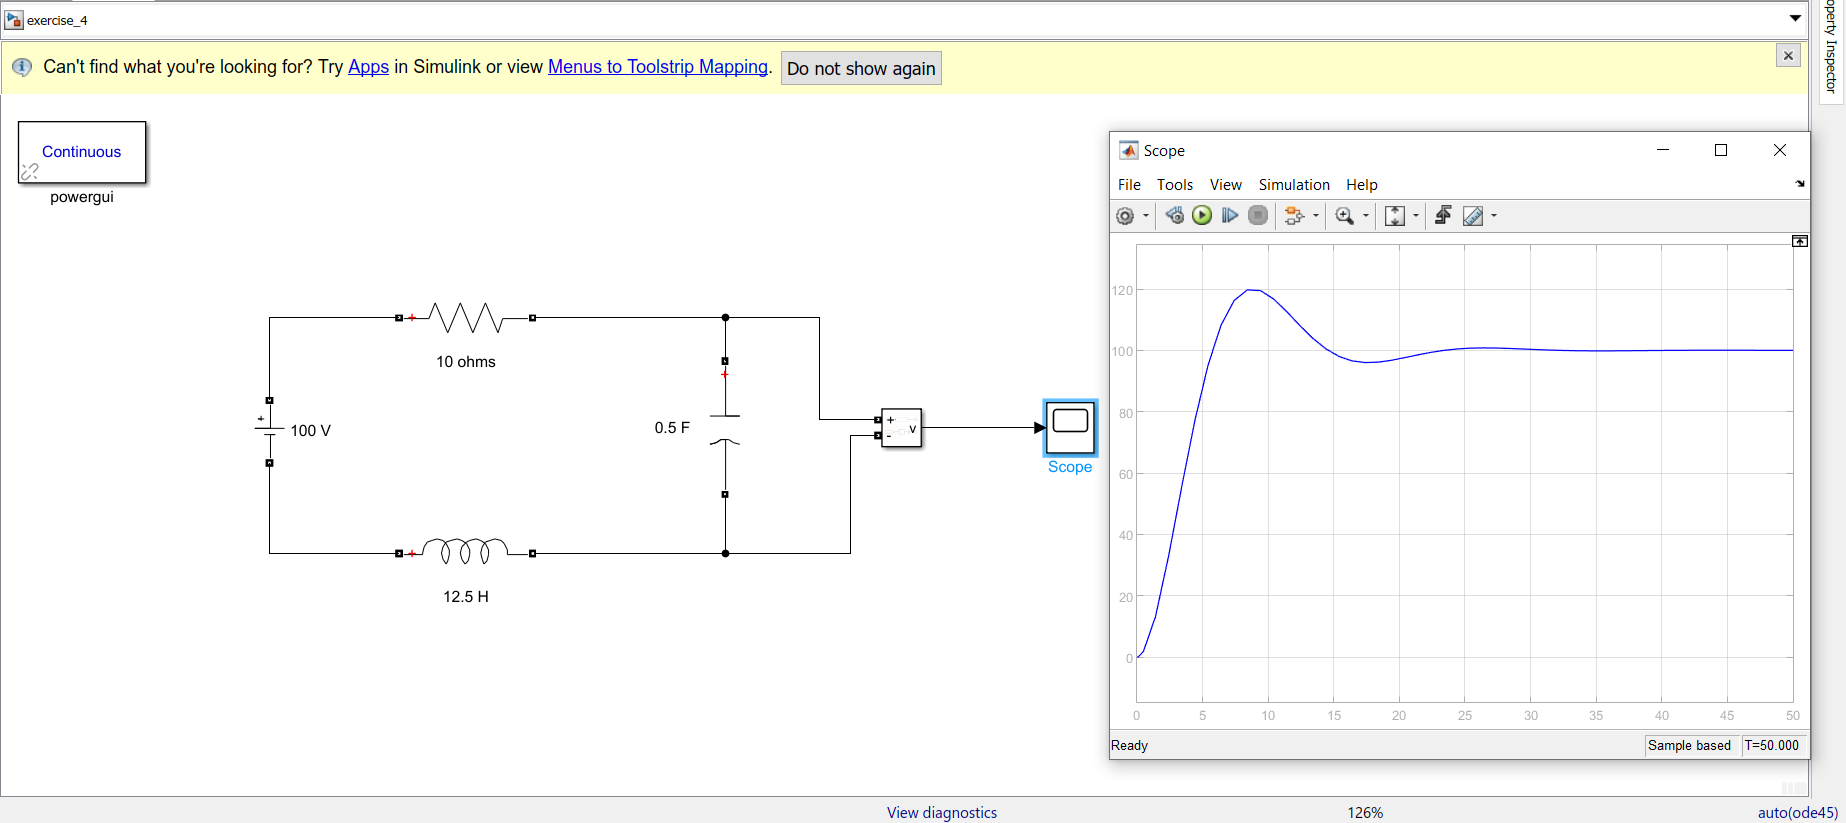 exercise_4
Can't find what you're looking for? Try Apps in Simulink or view Menus to Toolstrip Mapping. Do not show again
operty Inspector
Continuous
powergui
10 ohms
100 V
0.5 F
12.5 H
+
-
v
Scope
Scope
File Tools View Simulation Help
120
100
80
60
40
20
0
0 5 10 15 20 25 30 35 40 45 50
Ready Sample based T=50.000
View diagnostics 126% auto(ode45)